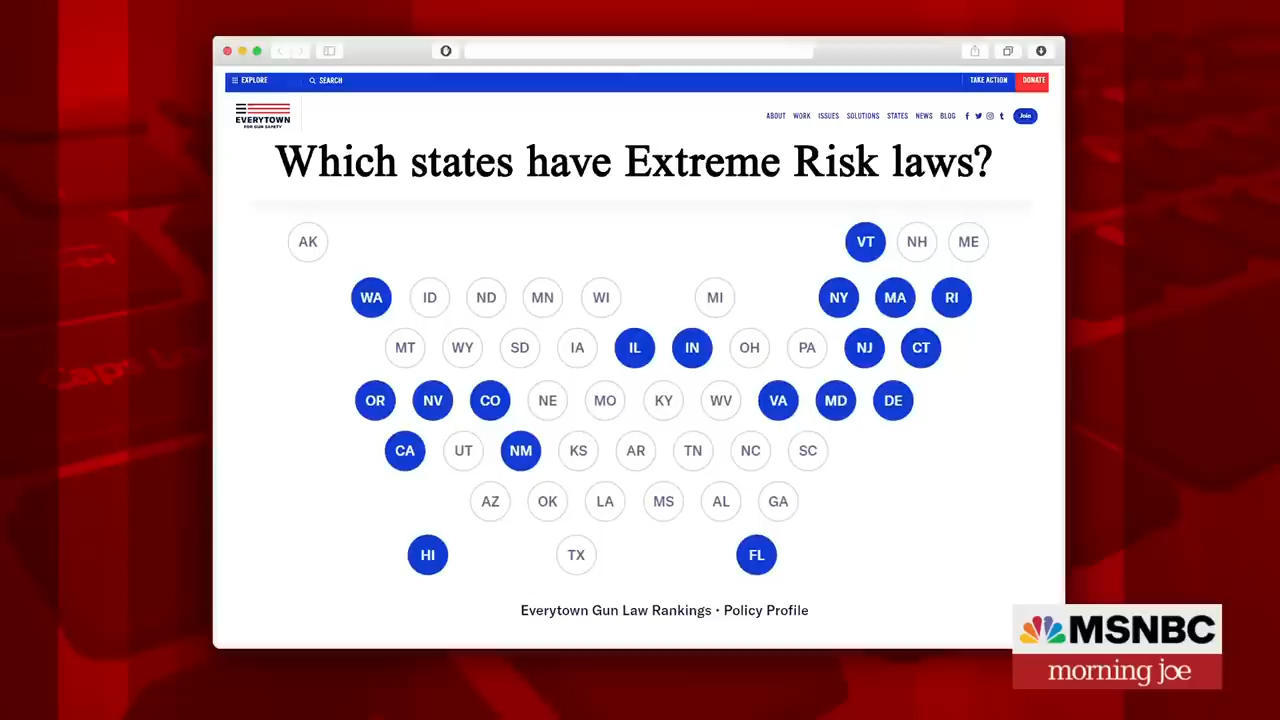 EXPLORE SEARCH TAKE ACTION DONATE
EVERYTOWN
FOR GUN SAFETY
ABOUT WORK ISSUES SOLUTIONS STATES NEWS BLOG Join
Which states have Extreme Risk laws?
AK VT NH ME
WA ID ND MN WI MI NY MA RI
MT WY SD IA IL IN OH PA NJ CT
OR NV CO NE MO KY WV VA MD DE
CA UT NM KS AR TN NC SC
AZ OK LA MS AL GA
HI TX FL
Everytown Gun Law Rankings • Policy Profile
MSNBC
morning joe